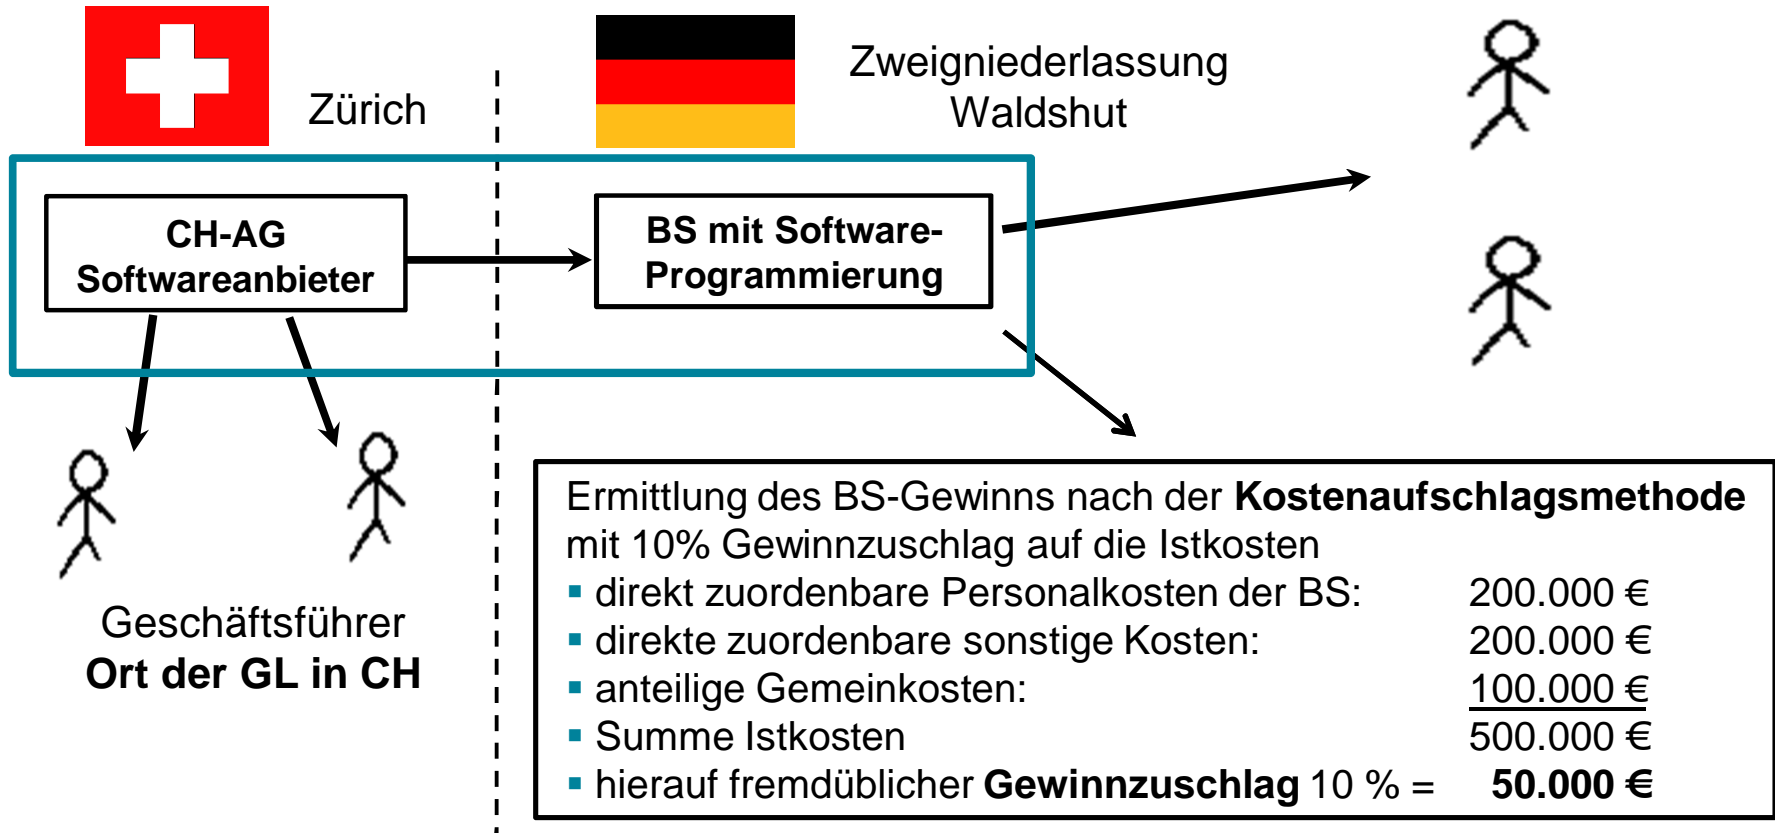 Zürich
Zweigniederlassung
Waldshut
CH-AG
Softwareanbieter
BS mit Software-
Programmierung
Geschäftsführer
Ort der GL in CH
Ermittlung des BS-Gewinns nach der Kostenaufschlagsmethode
mit 10% Gewinnzuschlag auf die Istkosten
▪ direkt zuordenbare Personalkosten der BS: 200.000 €
▪ direkte zuordenbare sonstige Kosten: 200.000 €
▪ anteilige Gemeinkosten: 100.000 €
▪ Summe Istkosten 500.000 €
▪ hierauf fremdüblicher Gewinnzuschlag 10 % = 50.000 €